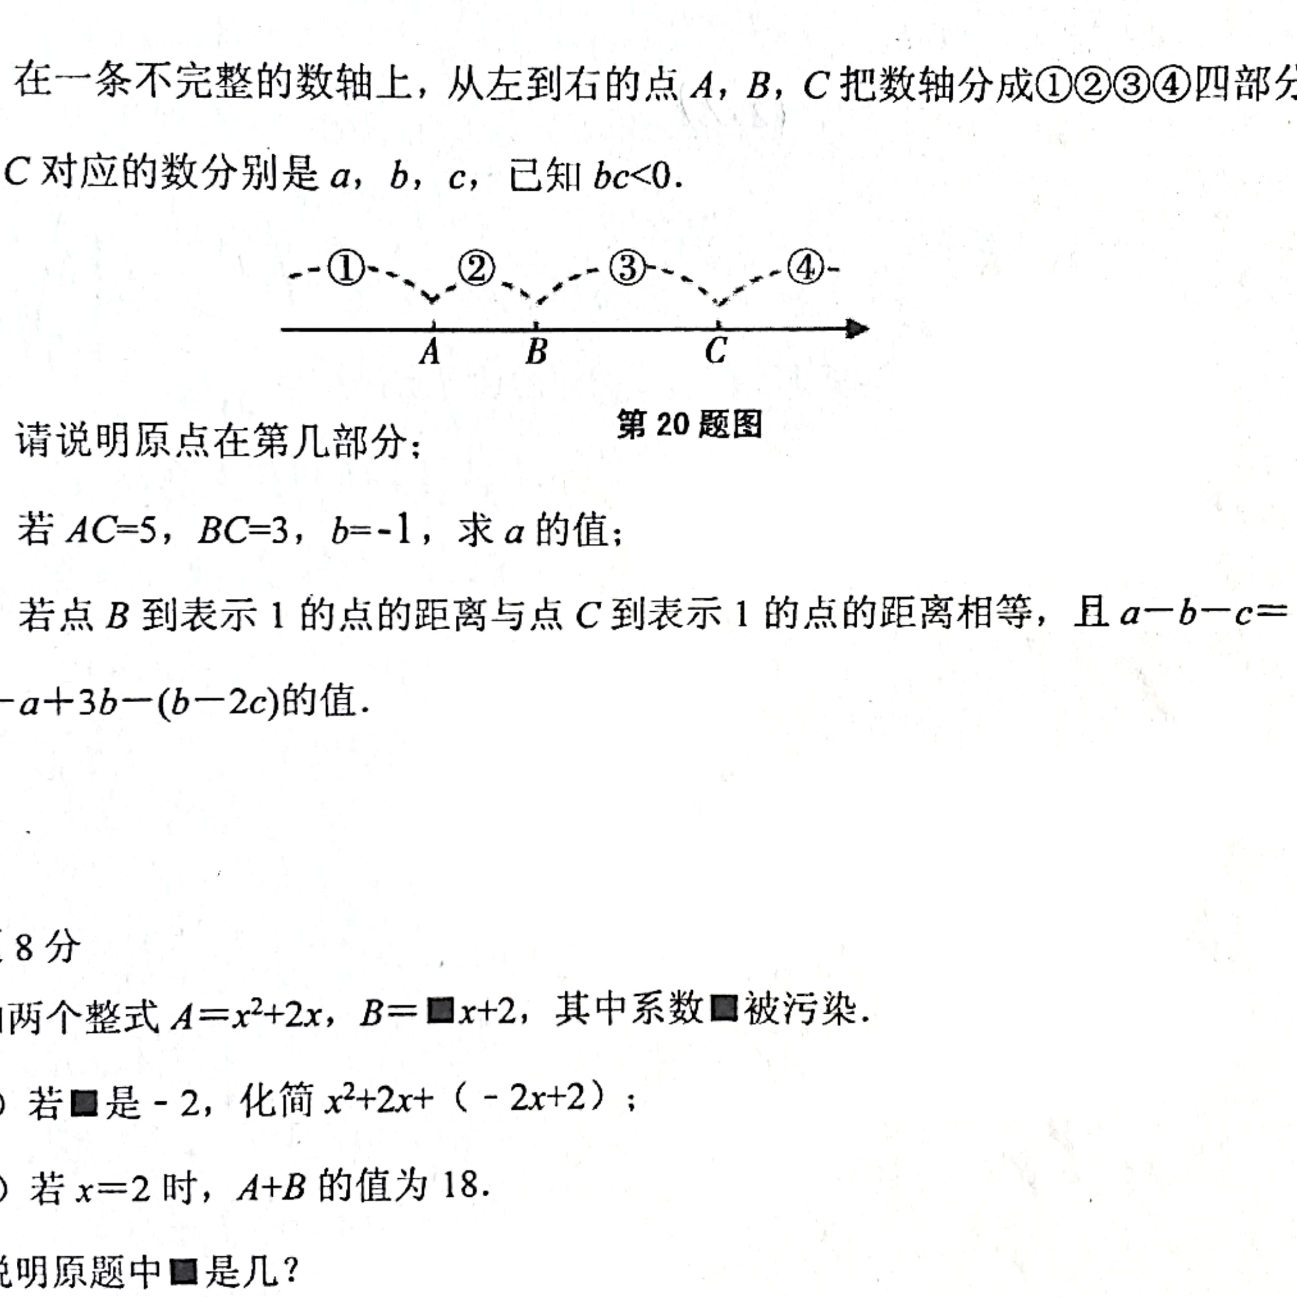 在一条不完整的数轴上，从左到右的点 A，B，C 把数轴分成①②③④四部分
C 对应的数分别是 a，b，c，已知 bc<0．
① ② ③ ④
A B C
第 20 题图
请说明原点在第几部分；
若 AC=5，BC=3，b=-1，求 a 的值；
若点 B 到表示 1 的点的距离与点 C 到表示 1 的点的距离相等，且 a－b－c＝
－a＋3b－(b－2c)的值．
8 分
两个整式 A＝x²+2x，B＝■x+2，其中系数■被污染．
）若■是 - 2，化简 x²+2x+（ - 2x+2）；
）若 x＝2 时，A+B 的值为 18．
说明原题中■是几？